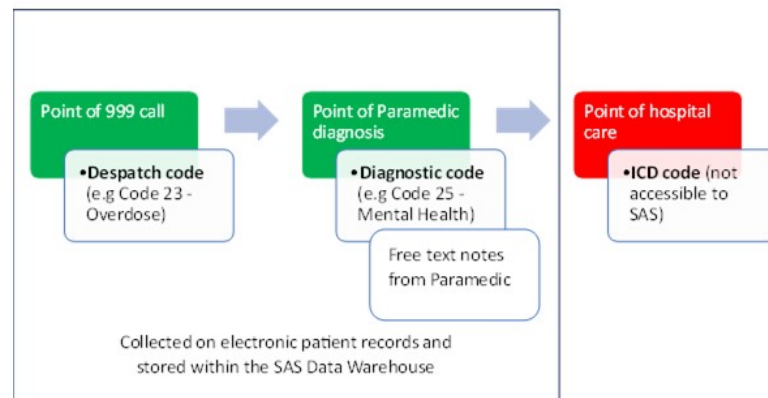 Point of 999 call
•Despatch code
(e.g Code 23 -
Overdose)
Point of Paramedic
diagnosis
•Diagnostic code
(e.g Code 25 -
Mental Health)
Free text notes
from Paramedic
Point of hospital
care
•ICD code (not
accessible to
SAS)
Collected on electronic patient records and
stored within the SAS Data Warehouse